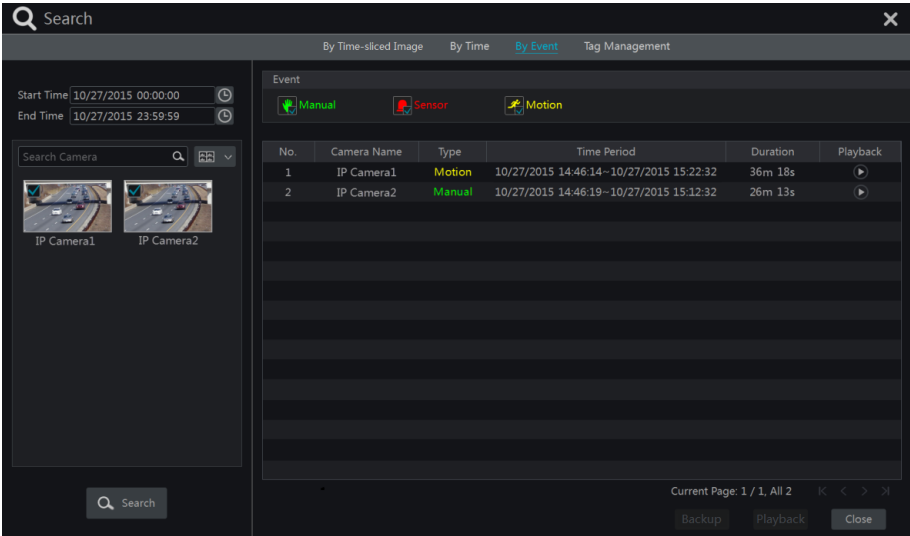 Search
By Time-sliced Image By Time By Event Tag Management
Start Time 10/27/2015 00:00:00
End Time 10/27/2015 23:59:59
Search Camera
IP Camera1 IP Camera2
Search
Event
Manual Sensor Motion
No. Camera Name Type Time Period Duration Playback
1 IP Camera1 Motion 10/27/2015 14:46:14~10/27/2015 15:22:32 36m 18s
2 IP Camera2 Manual 10/27/2015 14:46:19~10/27/2015 15:12:32 26m 13s
Current Page: 1 / 1, All 2
Backup Playback Close